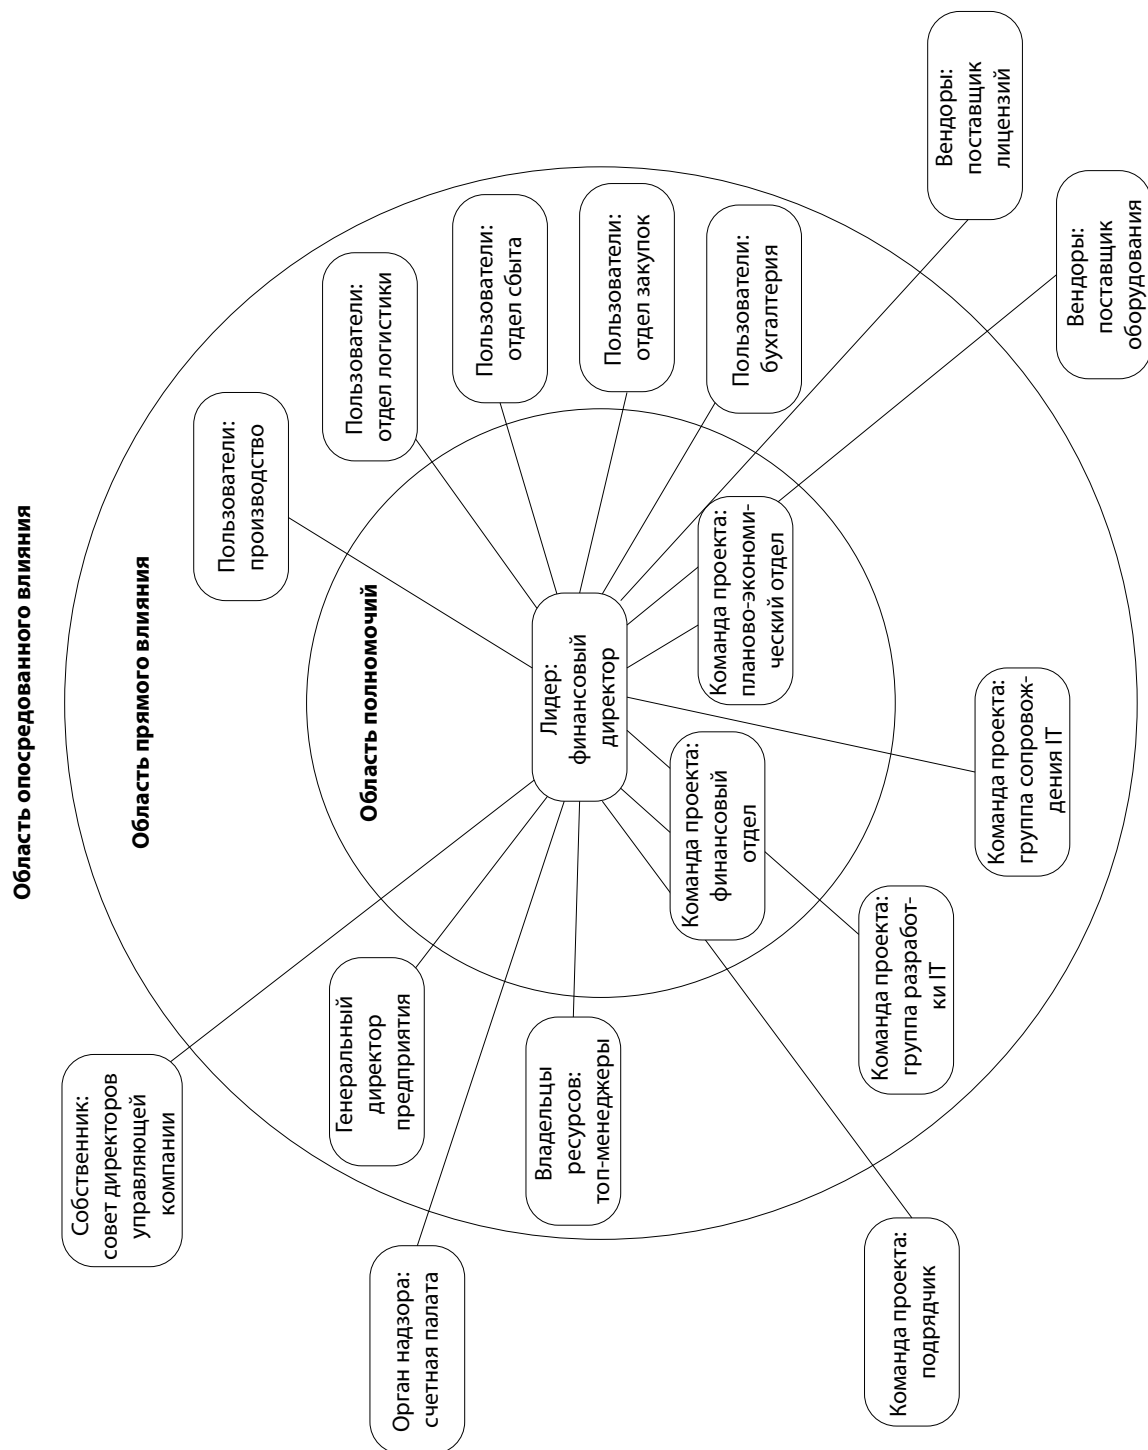 Область опосредованного влияния
Область прямого влияния
Область полномочий
Собственник:
совет директоров
управляющей
компании
Генеральный
директор
предприятия
Орган надзора:
счетная палата
Владельцы
ресурсов:
топ-менеджеры
Пользователи:
производство
Пользователи:
отдел логистики
Пользователи:
отдел сбыта
Пользователи:
отдел закупок
Пользователи:
бухгалтерия
Лидер:
финансовый
директор
Команда проекта:
финансовый
отдел
Команда проекта:
планово-экономи-
ческий отдел
Команда проекта:
подрядчик
Команда проекта:
группа разработ-
ки IT
Команда проекта:
группа сопровож-
дения IT
Вендоры:
поставщик
лицензий
Вендоры:
поставщик
оборудования